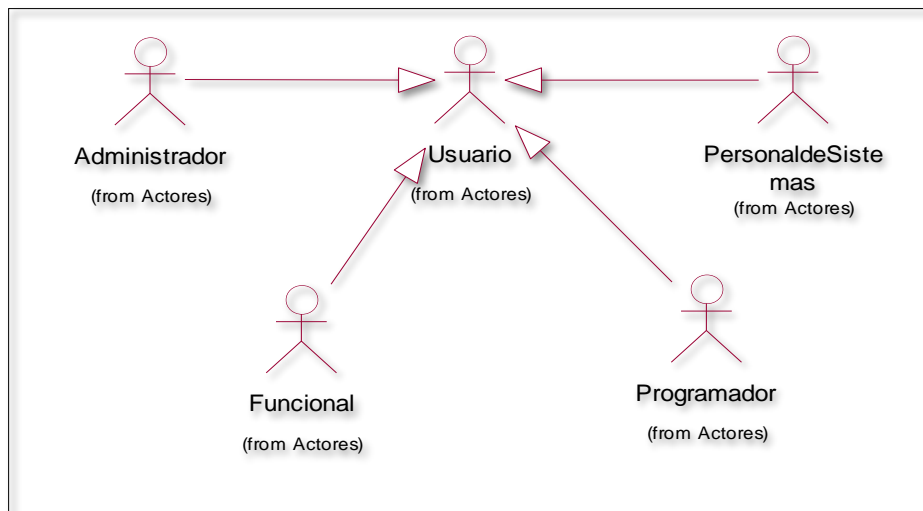 Administrador
(from Actores)
Usuario
(from Actores)
PersonaldeSiste
mas
(from Actores)
Funcional
(from Actores)
Programador
(from Actores)